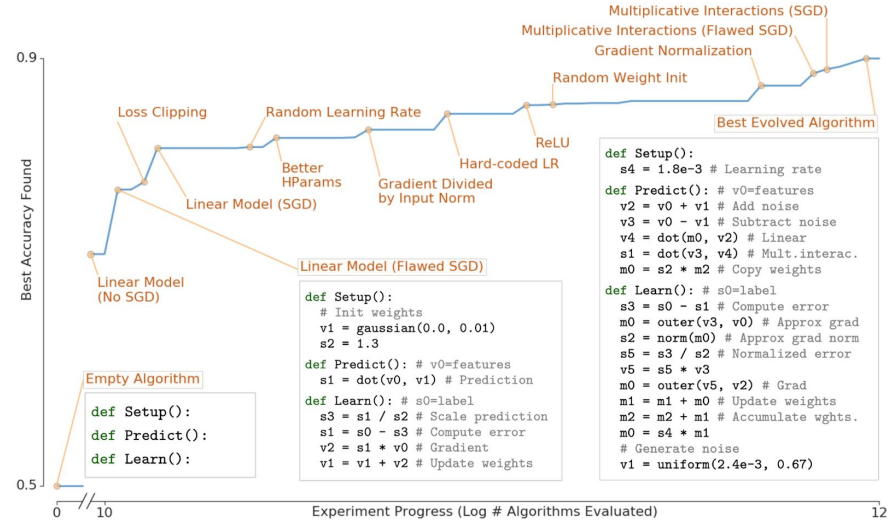 Multiplicative Interactions (SGD)
Multiplicative Interactions (Flawed SGD)
Gradient Normalization
0.9
Random Weight Init
Loss Clipping
Random Learning Rate
Best Evolved Algorithm
ReLU
Hard-coded LR
Better
HParams
Gradient Divided
by Input Norm
Linear Model (SGD)
Best Accuracy Found
Linear Model
(No SGD)
Linear Model (Flawed SGD)
def Setup():
# Init weights
v1 = gaussian(0.0, 0.01)
s2 = 1.3
def Predict(): # v0=features
s1 = dot(v0, v1) # Prediction
def Learn(): # s0=label
s3 = s1 / s2 # Scale prediction
s1 = s0 - s3 # Compute error
v2 = s1 * v0 # Gradient
v1 = v1 + v2 # Update weights
def Setup():
s4 = 1.8e-3 # Learning rate
def Predict(): # v0=features
v2 = v0 + v1 # Add noise
v3 = v0 - v1 # Subtract noise
v4 = dot(m0, v2) # Linear
s1 = dot(v3, v4) # Mult.interac.
m0 = s2 * m2 # Copy weights
def Learn(): # s0=label
s3 = s0 - s1 # Compute error
m0 = outer(v3, v0) # Approx grad
s2 = norm(m0) # Approx grad norm
s5 = s3 / s2 # Normalized error
v5 = s5 * v3
m0 = outer(v5, v2) # Grad
m1 = m1 + m0 # Update weights
m2 = m2 + m1 # Accumulate wghts.
m0 = s4 * m1
# Generate noise
v1 = uniform(2.4e-3, 0.67)
Empty Algorithm
def Setup():
def Predict():
def Learn():
0.5
0
10
Experiment Progress (Log # Algorithms Evaluated)
12